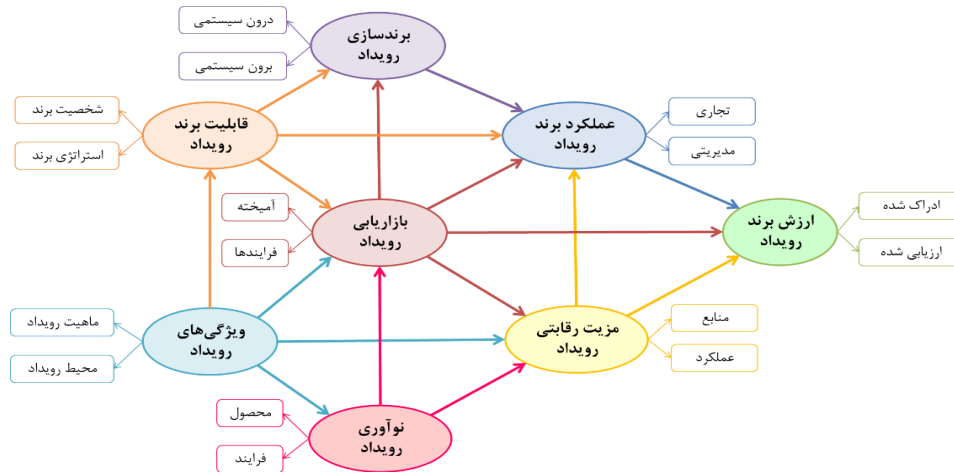 درون سیستمی
برون سیستمی
برندسازی
رویداد
شخصیت برند
استراتژی برند
قابلیت برند
رویداد
عملکرد برند
رویداد
تجاری
مدیریتی
آمیخته
فرایندها
بازاریابی
رویداد
ارزش برند
رویداد
ادراک شده
ارزیابی شده
ماهیت رویداد
محیط رویداد
ویژگی‌های
رویداد
مزیت رقابتی
رویداد
منابع
عملکرد
محصول
فرایند
نوآوری
رویداد